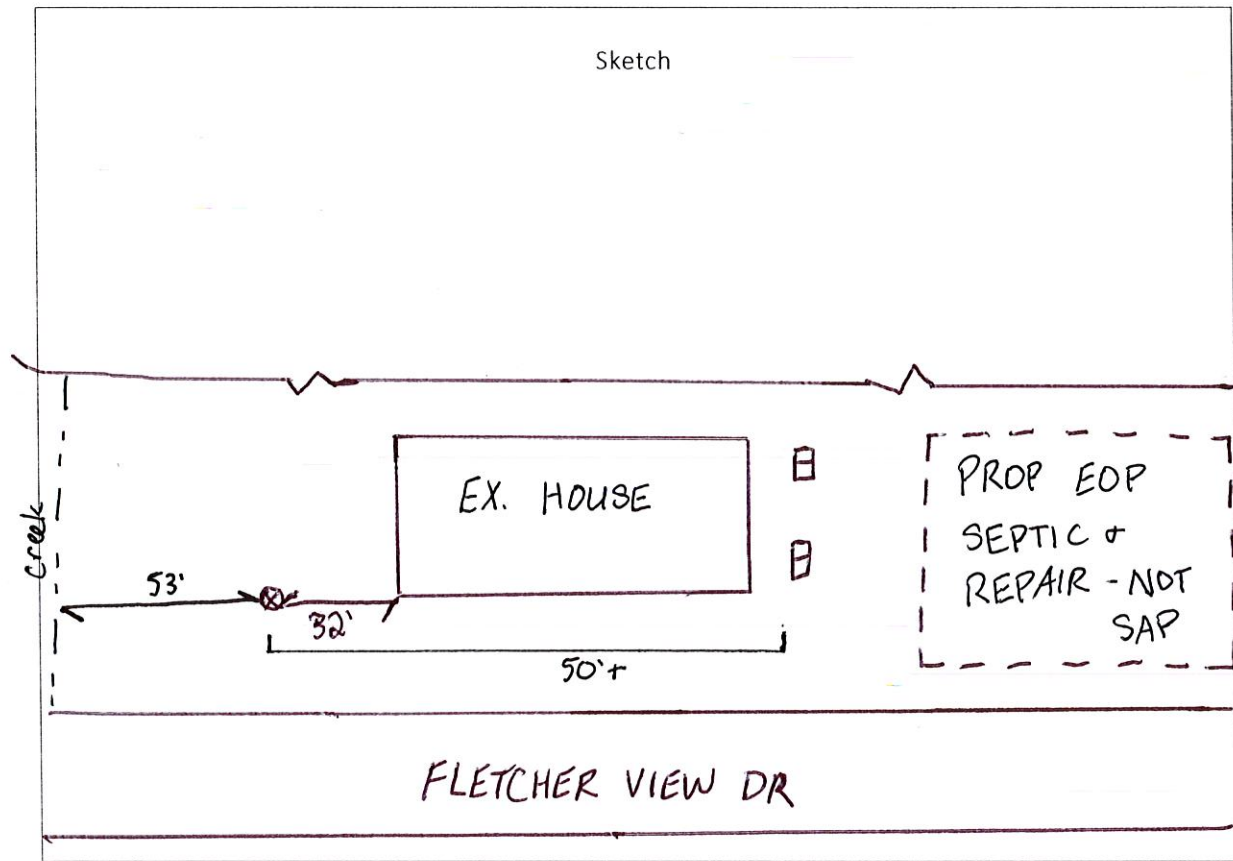 Sketch
EX. HOUSE
PROP EOP
SEPTIC &
REPAIR - NOT
SAP
Creek
53'
32'
50'+
FLETCHER VIEW DR